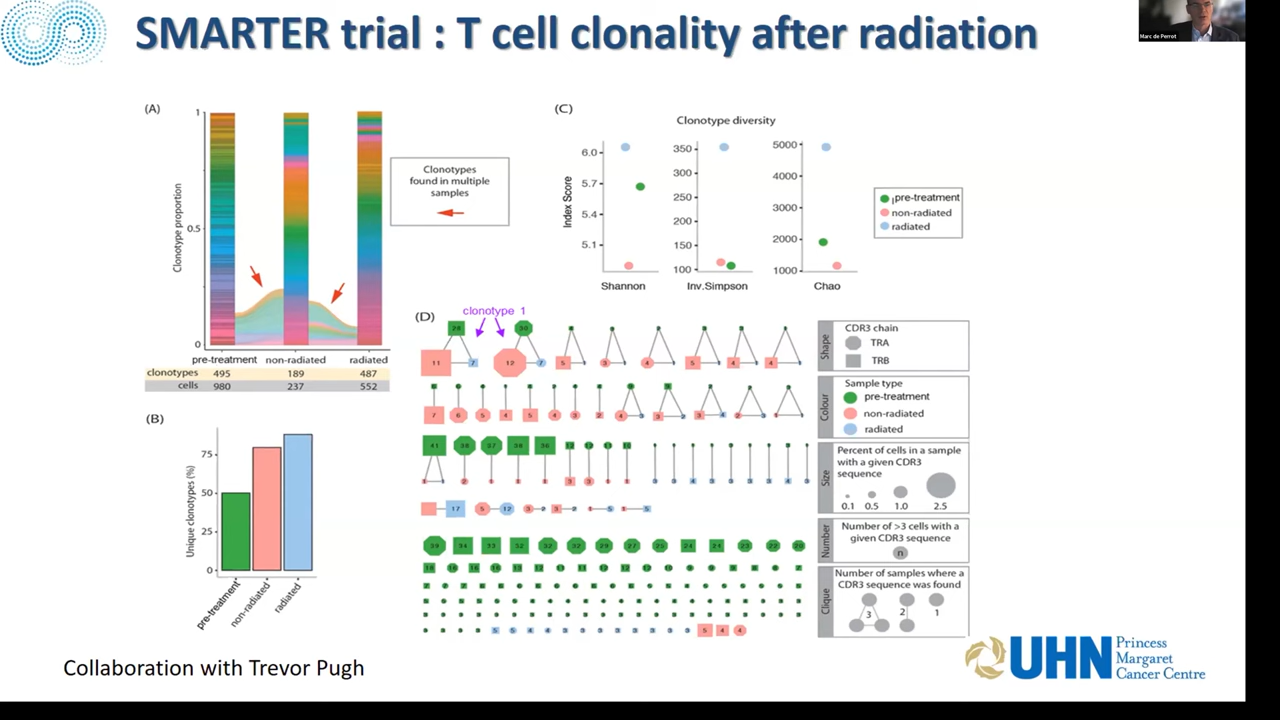 SMARTER trial : T cell clonality after radiation
Marc de Perrot
(A)
1
0.5
0
Clonotype proportion
pre-treatment non-radiated radiated
clonotypes 495 189 487
cells 980 237 552
Clonotypes
found in multiple
samples
(B)
Unique clonotypes (%)
75
50
25
0
pre-treatment
non-radiated
radiated
(C)
Clonotype diversity
Index Score
6.0
5.7
5.4
5.1
Shannon
350
300
250
200
150
100
Inv.Simpson
5000
4000
3000
2000
1000
Chao
pre-treatment
non-radiated
radiated
(D)
clonotype 1
11
7
12
7
41
17
12
Shape
CDR3 chain
TRA
TRB
Colour
Sample type
pre-treatment
non-radiated
radiated
Size
Percent of cells in a sample
with a given CDR3
sequence
0.1 0.5 1.0 2.5
Number
Number of >3 cells with a
given CDR3 sequence
n
Clique
Number of samples where a
CDR3 sequence was found
3 2 1
Collaboration with Trevor Pugh
UHN
Princess
Margaret
Cancer Centre